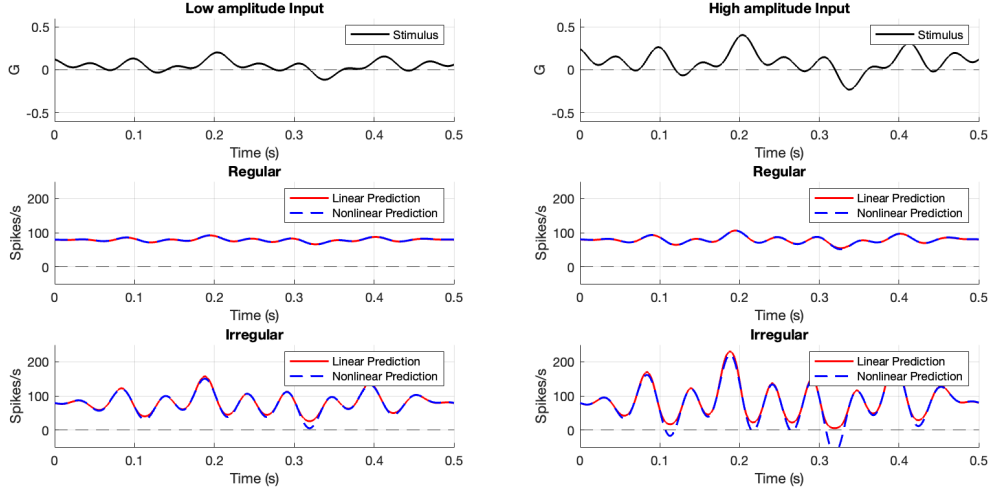 Low amplitude Input
0.5
0
-0.5
G
Stimulus
0 0.1 0.2 0.3 0.4 0.5
Time (s)
High amplitude Input
0.5
0
-0.5
G
Stimulus
0 0.1 0.2 0.3 0.4 0.5
Time (s)
Regular
200
100
0
Spikes/s
Linear Prediction
Nonlinear Prediction
0 0.1 0.2 0.3 0.4 0.5
Time (s)
Regular
200
100
0
Spikes/s
Linear Prediction
Nonlinear Prediction
0 0.1 0.2 0.3 0.4 0.5
Time (s)
Irregular
200
100
0
Spikes/s
Linear Prediction
Nonlinear Prediction
0 0.1 0.2 0.3 0.4 0.5
Time (s)
Irregular
200
100
0
Spikes/s
Linear Prediction
Nonlinear Prediction
0 0.1 0.2 0.3 0.4 0.5
Time (s)